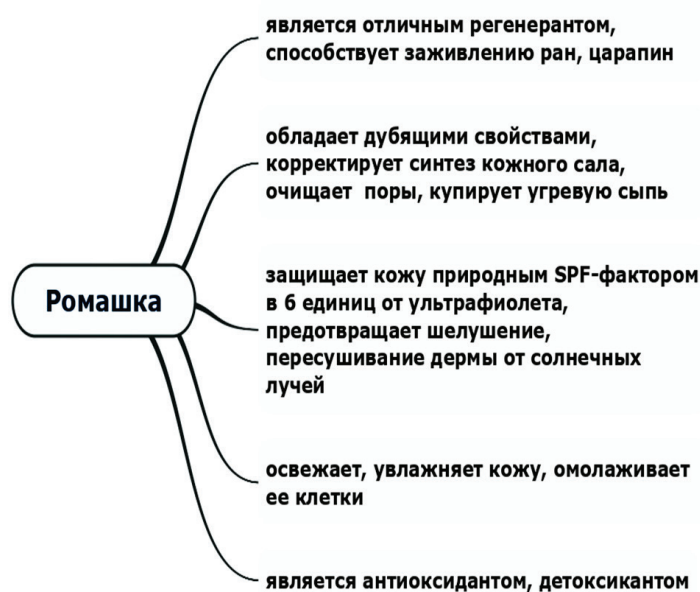 является отличным регенерантом,
способствует заживлению ран, царапин
обладает дубящими свойствами,
корректирует синтез кожного сала,
очищает поры, купирует угревую сыпь
Ромашка
защищает кожу природным SPF-фактором
в 6 единиц от ультрафиолета,
предотвращает шелушение,
пересушивание дермы от солнечных
лучей
освежает, увлажняет кожу, омолаживает
ее клетки
является антиоксидантом, детоксикантом